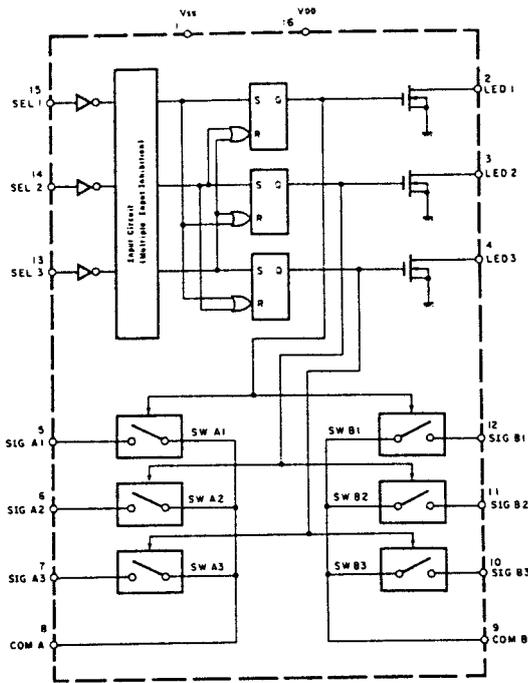 Vss VDD
1 16
15
SEL 1
14
SEL 2
13
SEL 3
Input Circuit
(Multiple Input Inhibition)
S Q
R
S Q
R
S Q
R
2
LED 1
3
LED 2
4
LED 3
5
SIG A1
SW A1
SW B1
12
SIG B1
6
SIG A2
SW A2
SW B2
11
SIG B2
7
SIG A3
SW A3
SW B3
10
SIG B3
8
COM A
9
COM B